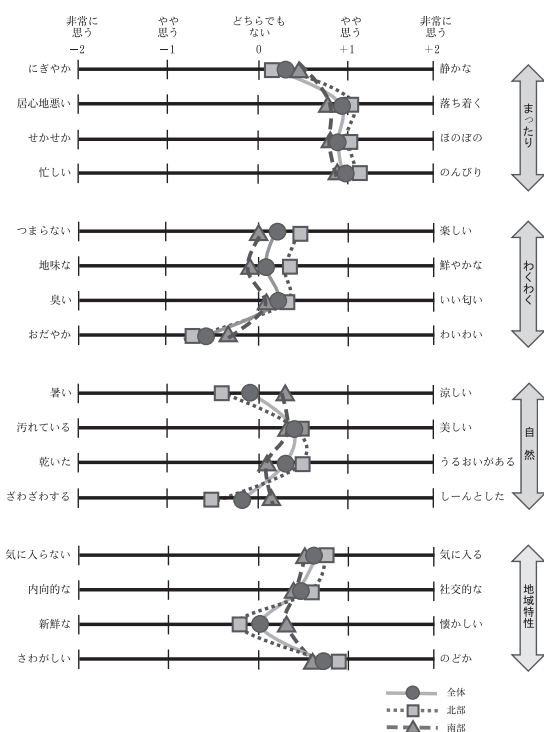 非常に
思う
やや
思う
どちらでも
ない
やや
思う
非常に
思う
−2 −1 0 +1 +2
にぎやか 静かな
居心地悪い 落ち着く
せかせか ほのぼの
忙しい のんびり
まったり
つまらない 楽しい
地味な 鮮やかな
臭い いい匂い
おだやか わいわい
わくわく
暑い 涼しい
汚れている 美しい
乾いた うるおいがある
ざわざわする しーんとした
自然
気に入らない 気に入る
内向的な 社交的な
新鮮な 懐かしい
さわがしい のどか
地域特性
全体
北部
南部